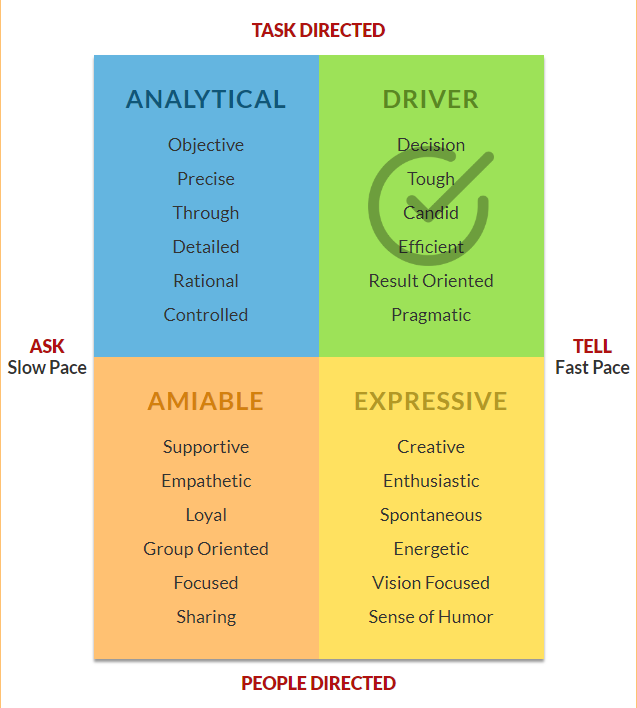 TASK DIRECTED
ANALYTICAL
Objective
Precise
Through
Detailed
Rational
Controlled
DRIVER
Decision
Tough
Candid
Efficient
Result Oriented
Pragmatic
ASK
Slow Pace
TELL
Fast Pace
AMIABLE
Supportive
Empathetic
Loyal
Group Oriented
Focused
Sharing
EXPRESSIVE
Creative
Enthusiastic
Spontaneous
Energetic
Vision Focused
Sense of Humor
PEOPLE DIRECTED